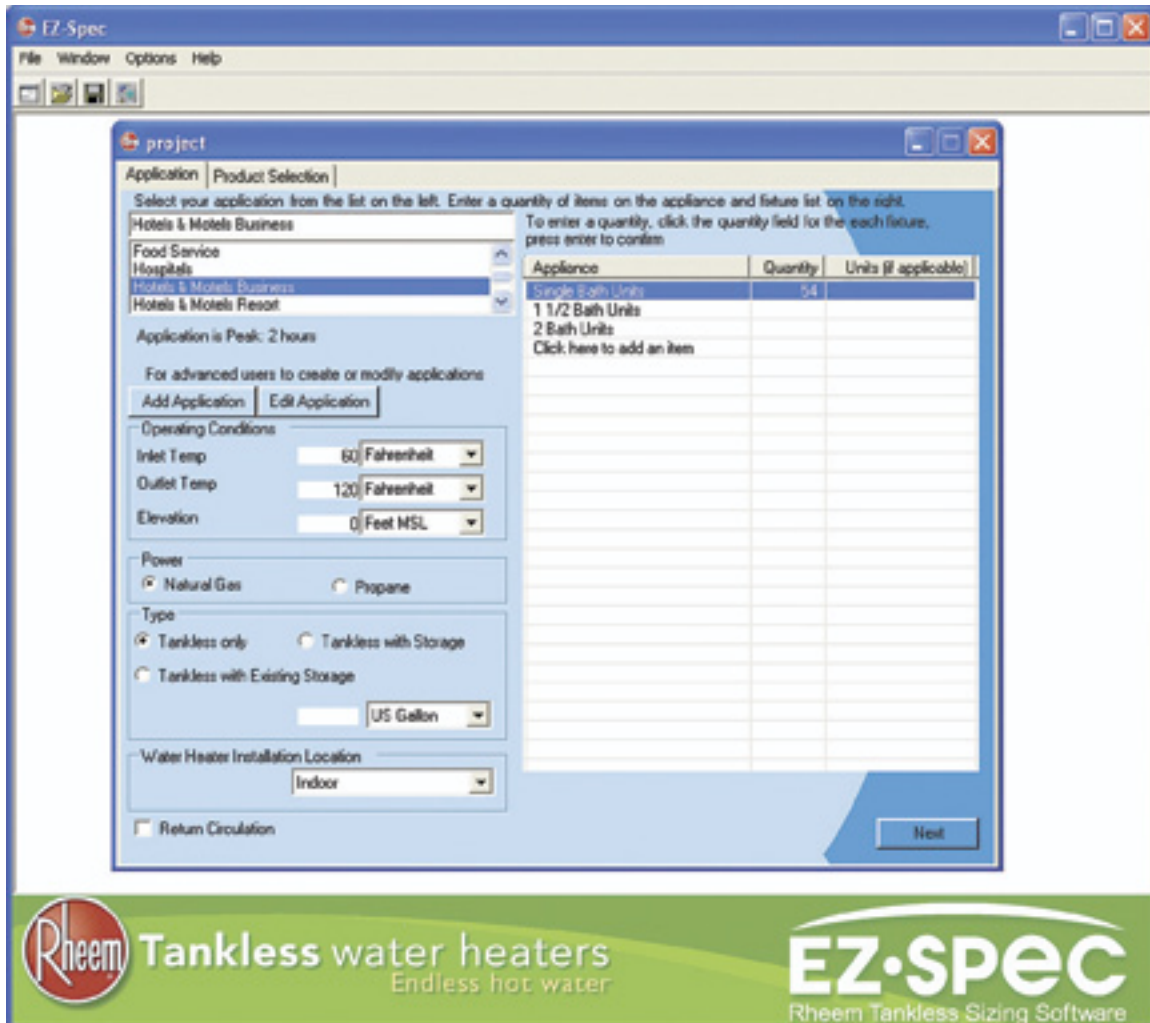 EZ-Spec
File Window Options Help
project
Application Product Selection
Select your application from the list on the left. Enter a quantity of items on the appliance and fixture list on the right.
Hotels & Motels Business
Food Service
Hospitals
Hotels & Motels Business
Hotels & Motels Resort
Application is Peak: 2 hours
For advanced users to create or modify applications
Add Application Edit Application
Operating Conditions
Inlet Temp 60 Fahrenheit
Outlet Temp 120 Fahrenheit
Elevation 0 Feet MSL
Power
Natural Gas Propane
Type
Tankless only Tankless with Storage
Tankless with Existing Storage
US Gallon
Water Heater Installation Location
Indoor
Return Circulation
To enter a quantity, click the quantity field for the each fixture,
press enter to confirm
Appliance Quantity Units (if applicable)
Single Bath Units 54
1 1/2 Bath Units
2 Bath Units
Click here to add an item
Next
Rheem Tankless water heaters
Endless hot water
EZ•SPEC
Rheem Tankless Sizing Software